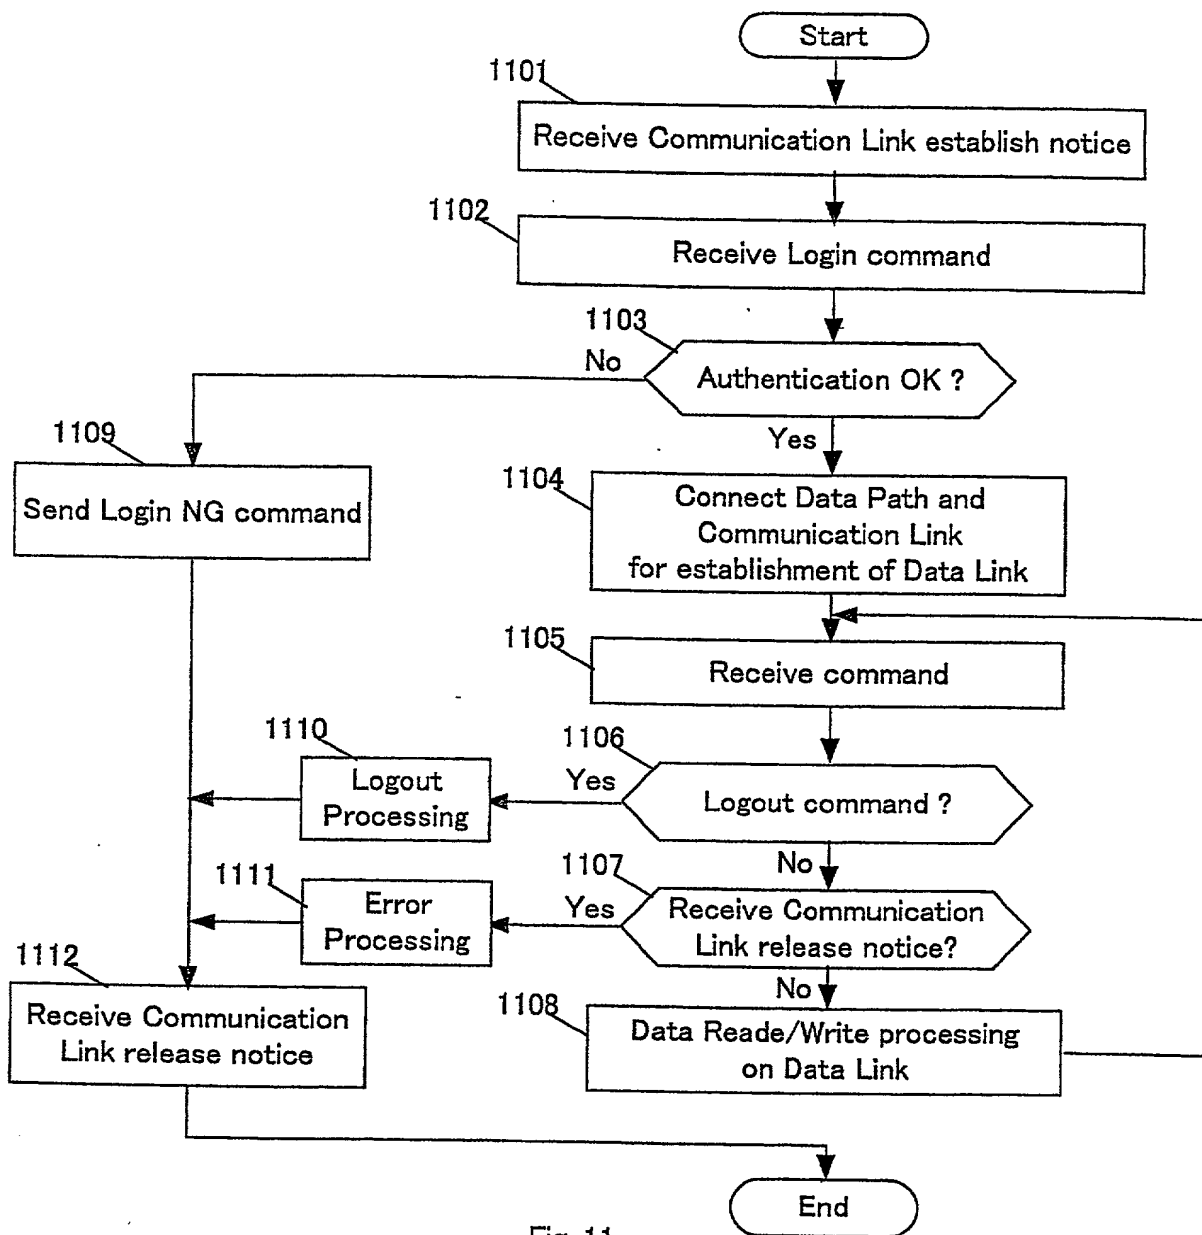 Start
1101
Receive Communication Link establish notice
1102
Receive Login command
1103
No
Authentication OK ?
Yes
1109
Send Login NG command
1104
Connect Data Path and
Communication Link
for establishment of Data Link
1105
Receive command
1110
Logout
Processing
1106
Yes
Logout command ?
No
1111
Error
Processing
1107
Yes
Receive Communication
Link release notice?
No
1112
Receive Communication
Link release notice
1108
Data Reade/Write processing
on Data Link
End
Fig. 11